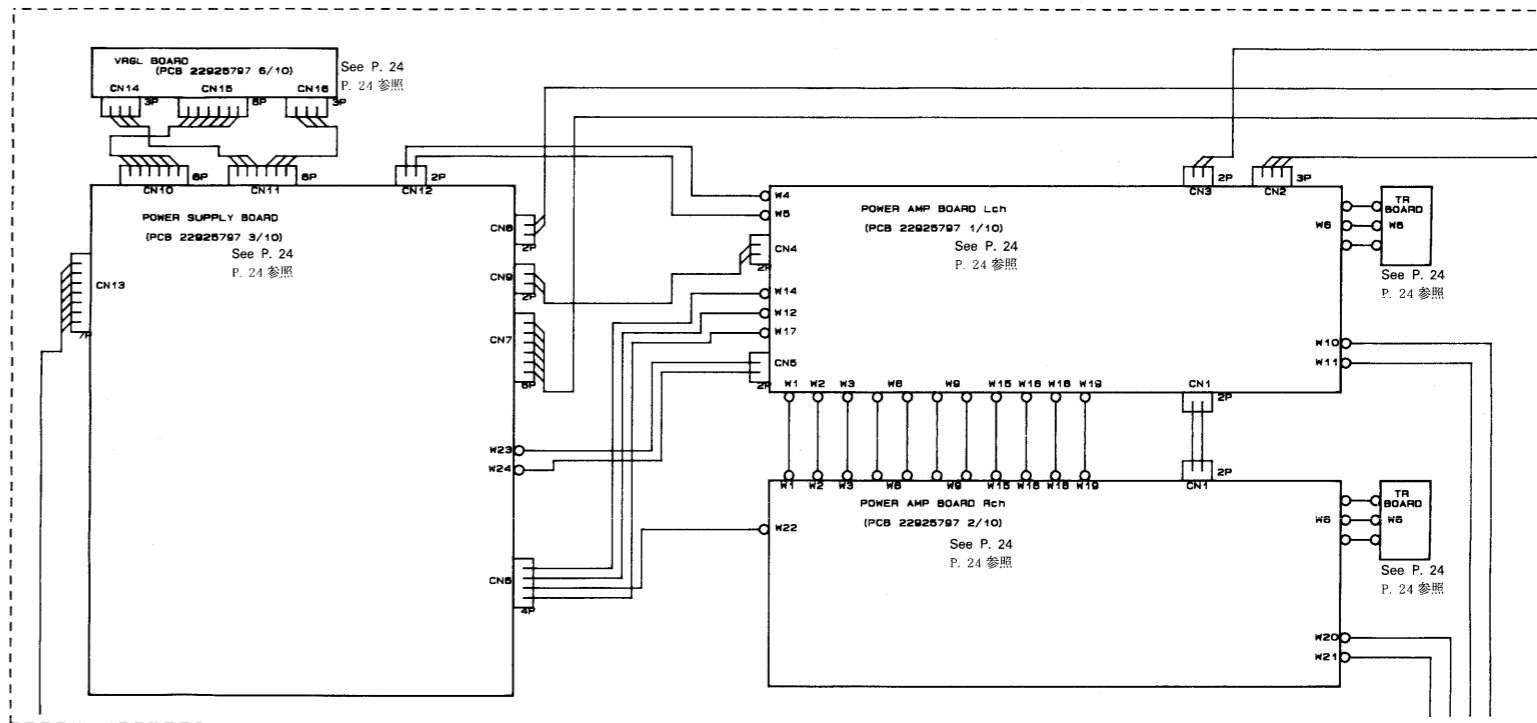 VRGL BOARD
(PCB 22925797 6/10)
See P. 24
P. 24 参照
CN14
CN15
CN16
3P
6P
3P
6P
6P
2P
CN10
CN11
CN12
POWER SUPPLY BOARD
(PCB 22925797 3/10)
See P. 24
P. 24 参照
CN13
7P
CN8
2P
CN9
2P
CN7
6P
W23
W24
CN6
4P
2P
3P
CN3
CN2
W4
W5
POWER AMP BOARD Lch
(PCB 22925797 1/10)
See P. 24
P. 24 参照
CN4
2P
W14
W12
W17
CN5
2P
W6
TR
BOARD
W6
See P. 24
P. 24 参照
W10
W11
W1 W2 W3 W8 W9 W15 W16 W18 W19
CN1
2P
2P
W1 W2 W3 W8 W9 W15 W16 W18 W19
CN1
POWER AMP BOARD Rch
(PCB 22925797 2/10)
See P. 24
P. 24 参照
W22
W6
TR
BOARD
W6
See P. 24
P. 24 参照
W20
W21